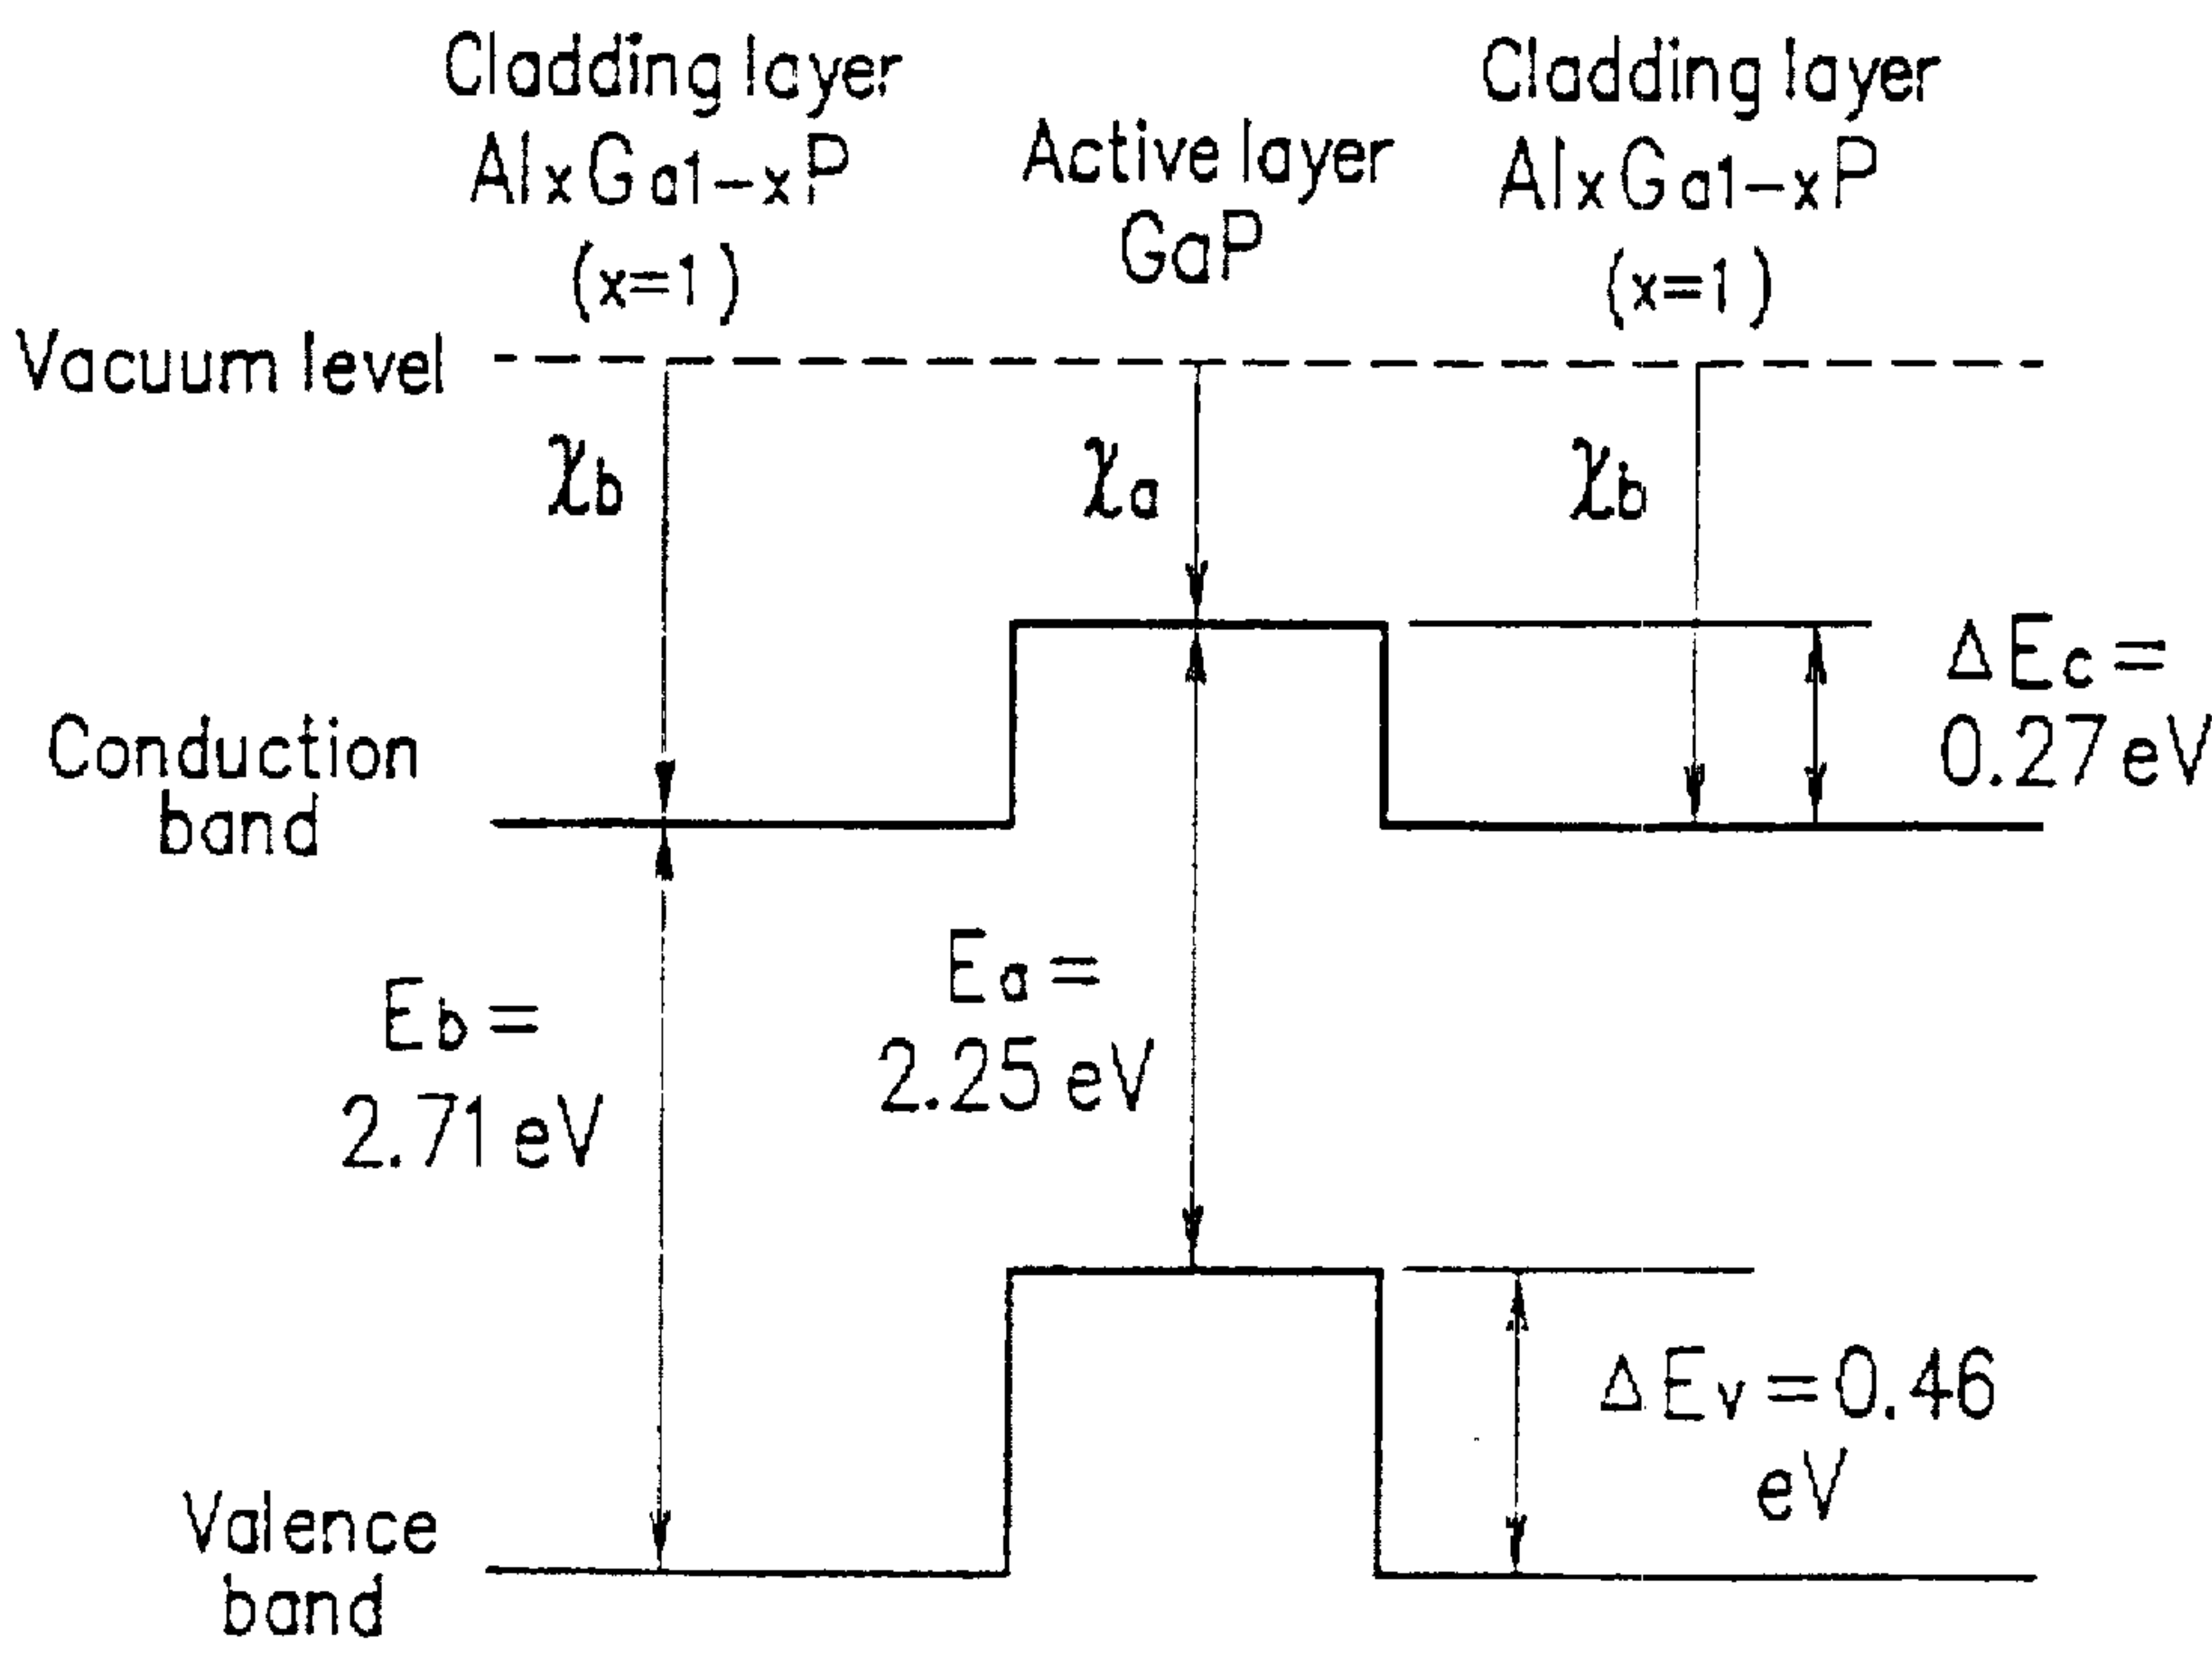 Cladding layer
AlxGa1-xP
(x=1)
Active layer
GaP
Cladding layer
AlxGa1-xP
(x=1)
Vacuum level
χb
χa
χb
ΔEc=
0.27 eV
Conduction
band
Ea=
2.25 eV
Eb=
2.71 eV
ΔEv=0.46
eV
Valence
band